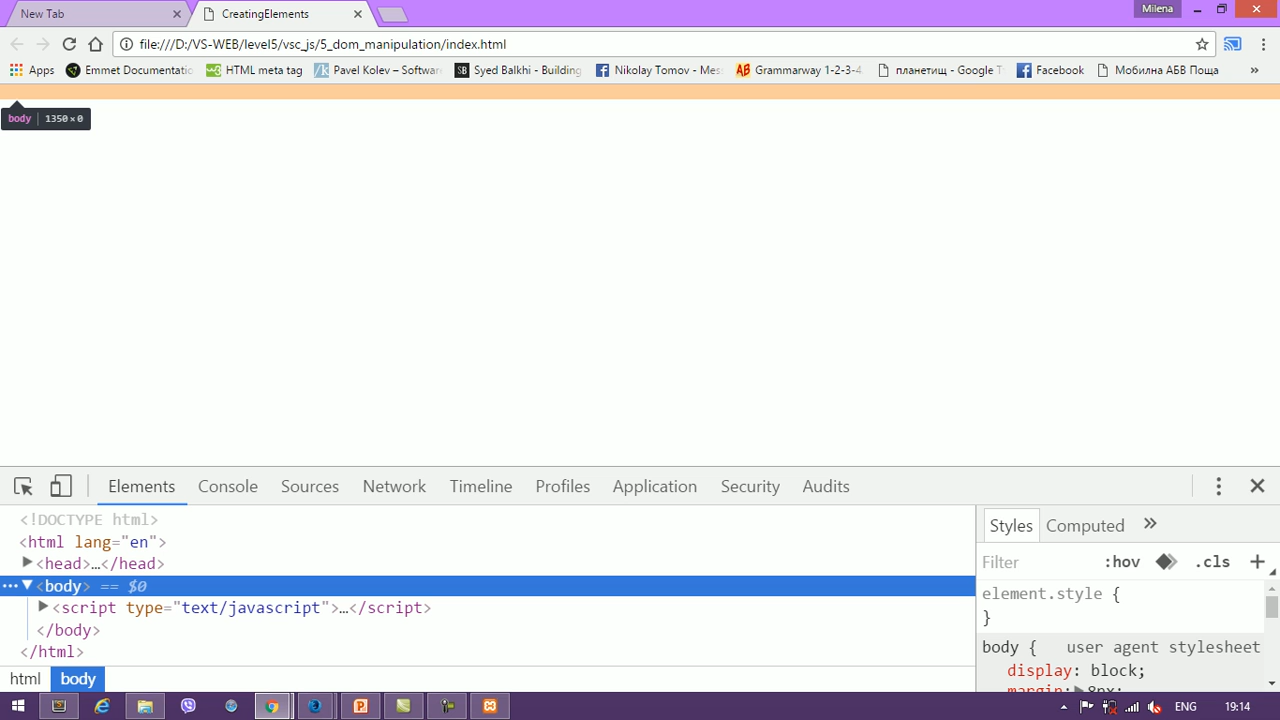 New Tab
CreatingElements
Milena
file:///D:/VS-WEB/level5/vsc_js/5_dom_manipulation/index.html
Apps
Emmet Documentatio
HTML meta tag
Pavel Kolev – Softwar
Syed Balkhi - Building
Nikolay Tomov - Mes
Grammarway 1-2-3-4
планетищ - Google T
Facebook
Мобилна АБВ Поща
»
body 1350 × 0
Elements Console Sources Network Timeline Profiles Application Security Audits
<!DOCTYPE html>
<html lang="en">
<head>…</head>
<body> == $0
<script type="text/javascript">…</script>
</body>
</html>
html body
Styles Computed »
Filter :hov .cls +
element.style {
}
body { user agent stylesheet
display: block;
margin: 8px;
ENG 19:14